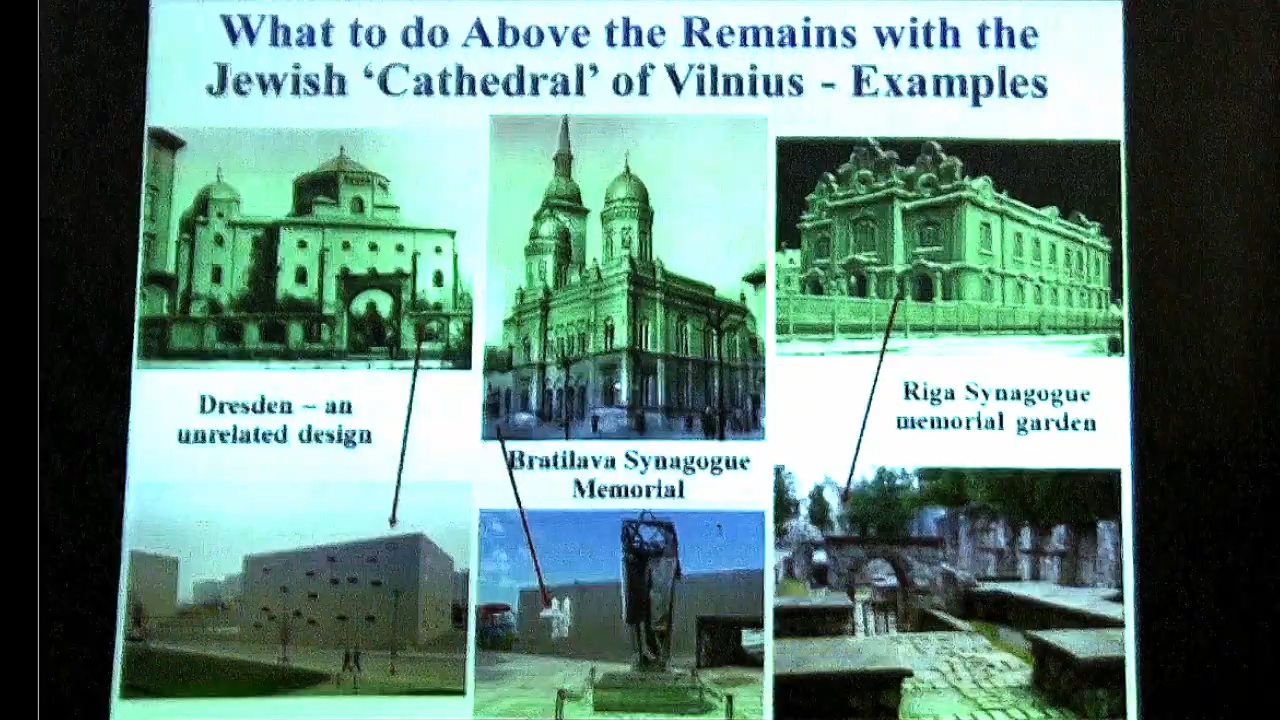 What to do Above the Remains with the
Jewish ‘Cathedral’ of Vilnius - Examples
Dresden – an
unrelated design
Bratilava Synagogue
Memorial
Riga Synagogue
memorial garden